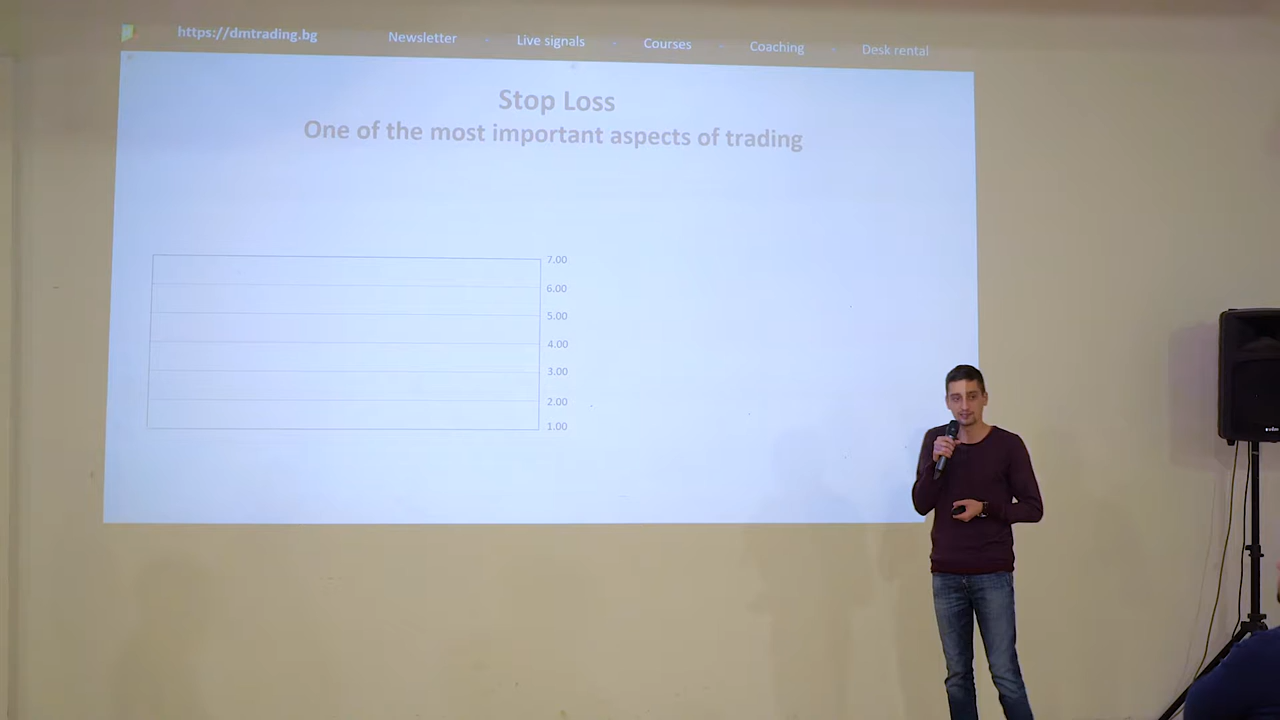 https://dmtrading.bg Newsletter - Live signals - Courses - Coaching - Desk rental
Stop Loss
One of the most important aspects of trading
7.00
6.00
5.00
4.00
3.00
2.00
1.00